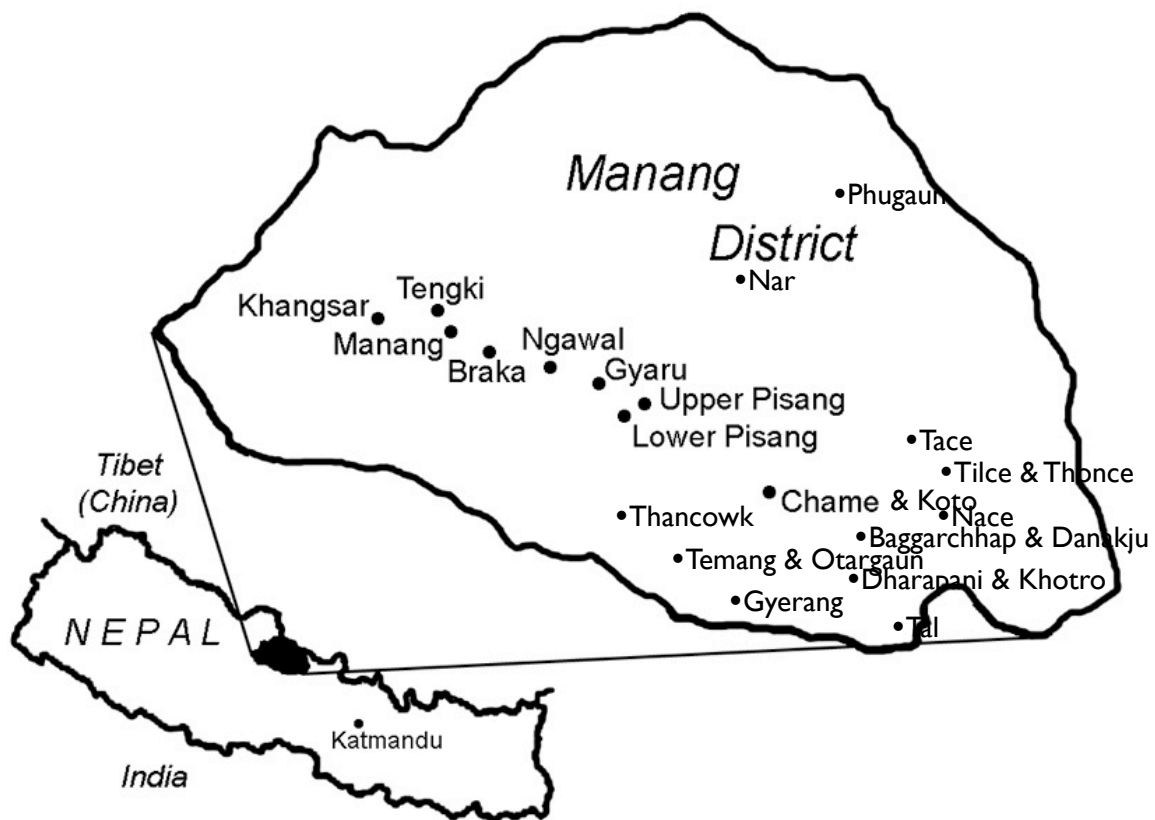 Manang
District
Phugaun
Nar
Tengki
Khangsar
Manang
Ngawal
Braka
Gyaru
Upper Pisang
Lower Pisang
Tace
Tilce & Thonce
Chame & Koto
Thancowk
Nace
Baggarchhap & Danakju
Temang & Otargaun
Dharapani & Khotro
Gyerang
Tal
Tibet
(China)
NEPAL
Katmandu
India